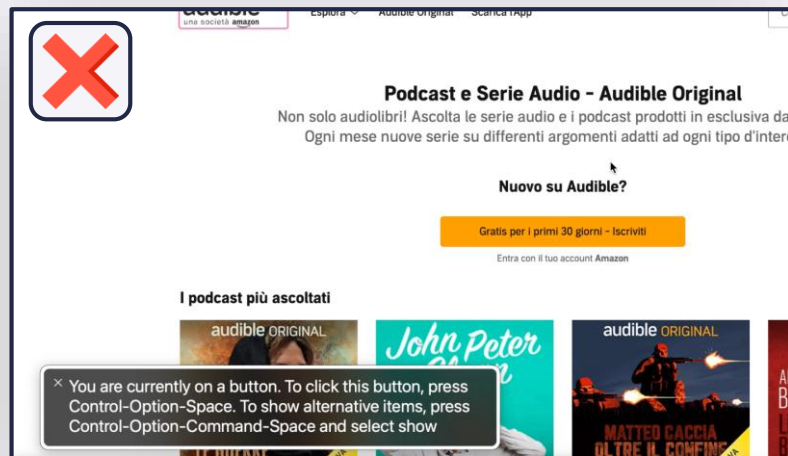 audible
una società amazon
Esplora
Audible Original
Scarica l'App
Podcast e Serie Audio - Audible Original
Non solo audiolibri! Ascolta le serie audio e i podcast prodotti in esclusiva da
Ogni mese nuove serie su differenti argomenti adatti ad ogni tipo d'inter
Nuovo su Audible?
Gratis per i primi 30 giorni - Iscriviti
Entra con il tuo account Amazon
I podcast più ascoltati
audible ORIGINAL
John Peter
audible ORIGINAL
MATTEO CACCIA
OLTRE IL CONFINE
× You are currently on a button. To click this button, press
Control-Option-Space. To show alternative items, press
Control-Option-Command-Space and select show